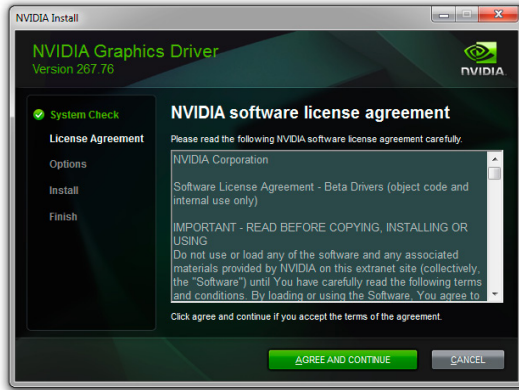 NVIDIA Install
NVIDIA Graphics Driver
Version 267.76
NVIDIA
System Check
License Agreement
Options
Install
Finish
NVIDIA software license agreement
Please read the following NVIDIA software license agreement carefully.
NVIDIA Corporation
Software License Agreement - Beta Drivers (object code and
internal use only)
IMPORTANT - READ BEFORE COPYING, INSTALLING OR
USING
Do not use or load any of the software and any associated
materials provided by NVIDIA on this extranet site (collectively,
the "Software") until You have carefully read the following terms
and conditions. By loading or using the Software, You agree to
Click agree and continue if you accept the terms of the agreement.
AGREE AND CONTINUE
CANCEL